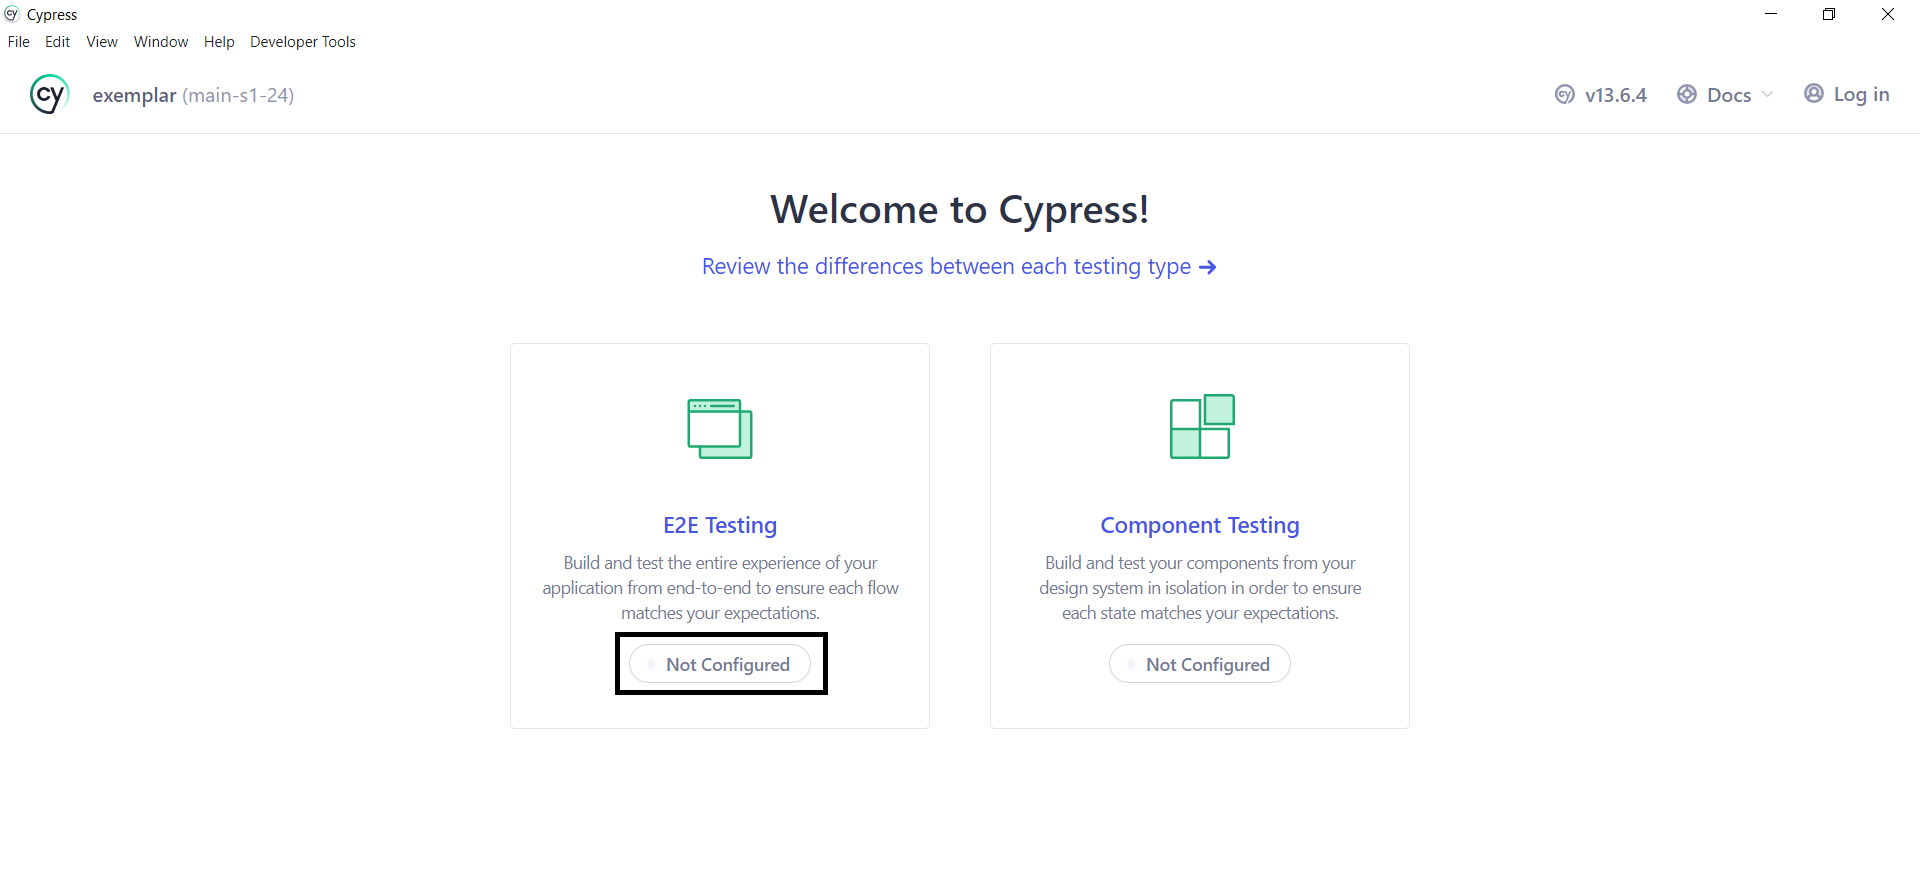 Cypress
File Edit View Window Help Developer Tools
cy exemplar (main-s1-24) v13.6.4 Docs Log in
Welcome to Cypress!
Review the differences between each testing type →
E2E Testing
Build and test the entire experience of your
application from end-to-end to ensure each flow
matches your expectations.
Not Configured
Component Testing
Build and test your components from your
design system in isolation in order to ensure
each state matches your expectations.
Not Configured